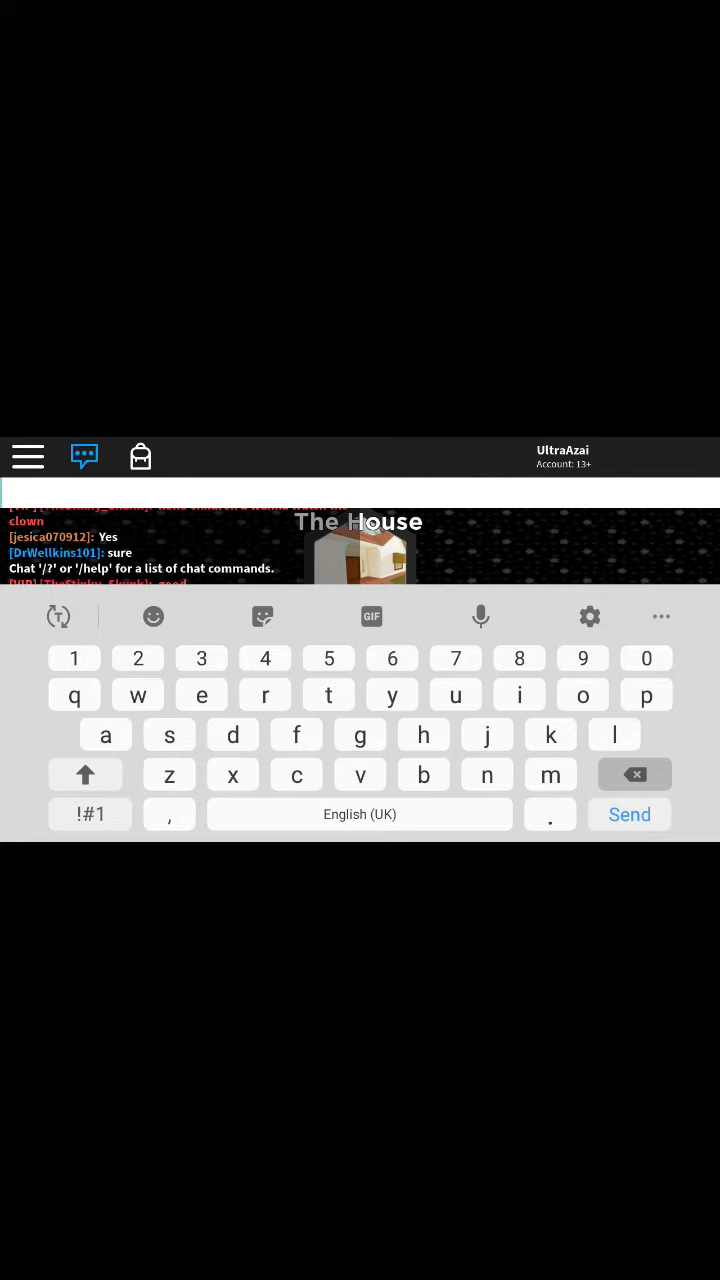 UltraAzai
Account: 13+
clown
The House
[jesica070912]: Yes
[DrWellkins101]: sure
Chat '/?' or '/help' for a list of chat commands.
GIF
1 2 3 4 5 6 7 8 9 0
q w e r t y u i o p
a s d f g h j k l
z x c v b n m
!#1 , English (UK) . Send